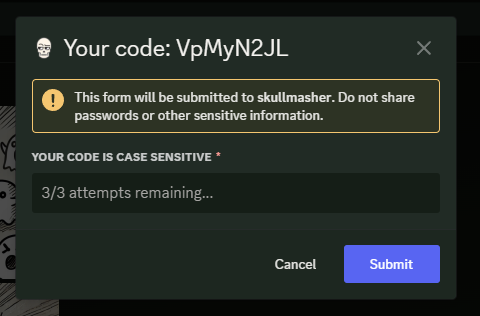 Your code: VpMyN2JL
This form will be submitted to skullmasher. Do not share
passwords or other sensitive information.
YOUR CODE IS CASE SENSITIVE *
3/3 attempts remaining...
Cancel
Submit